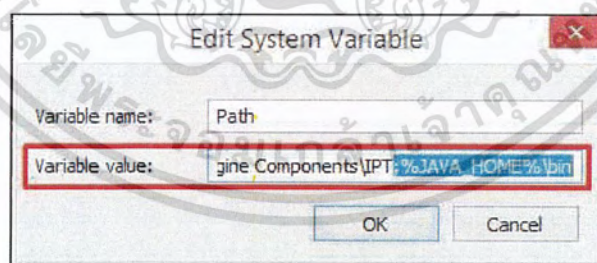 Edit System Variable
Variable name: Path
Variable value: gine Components\IPT;%JAVA_HOME%\bin
OK Cancel